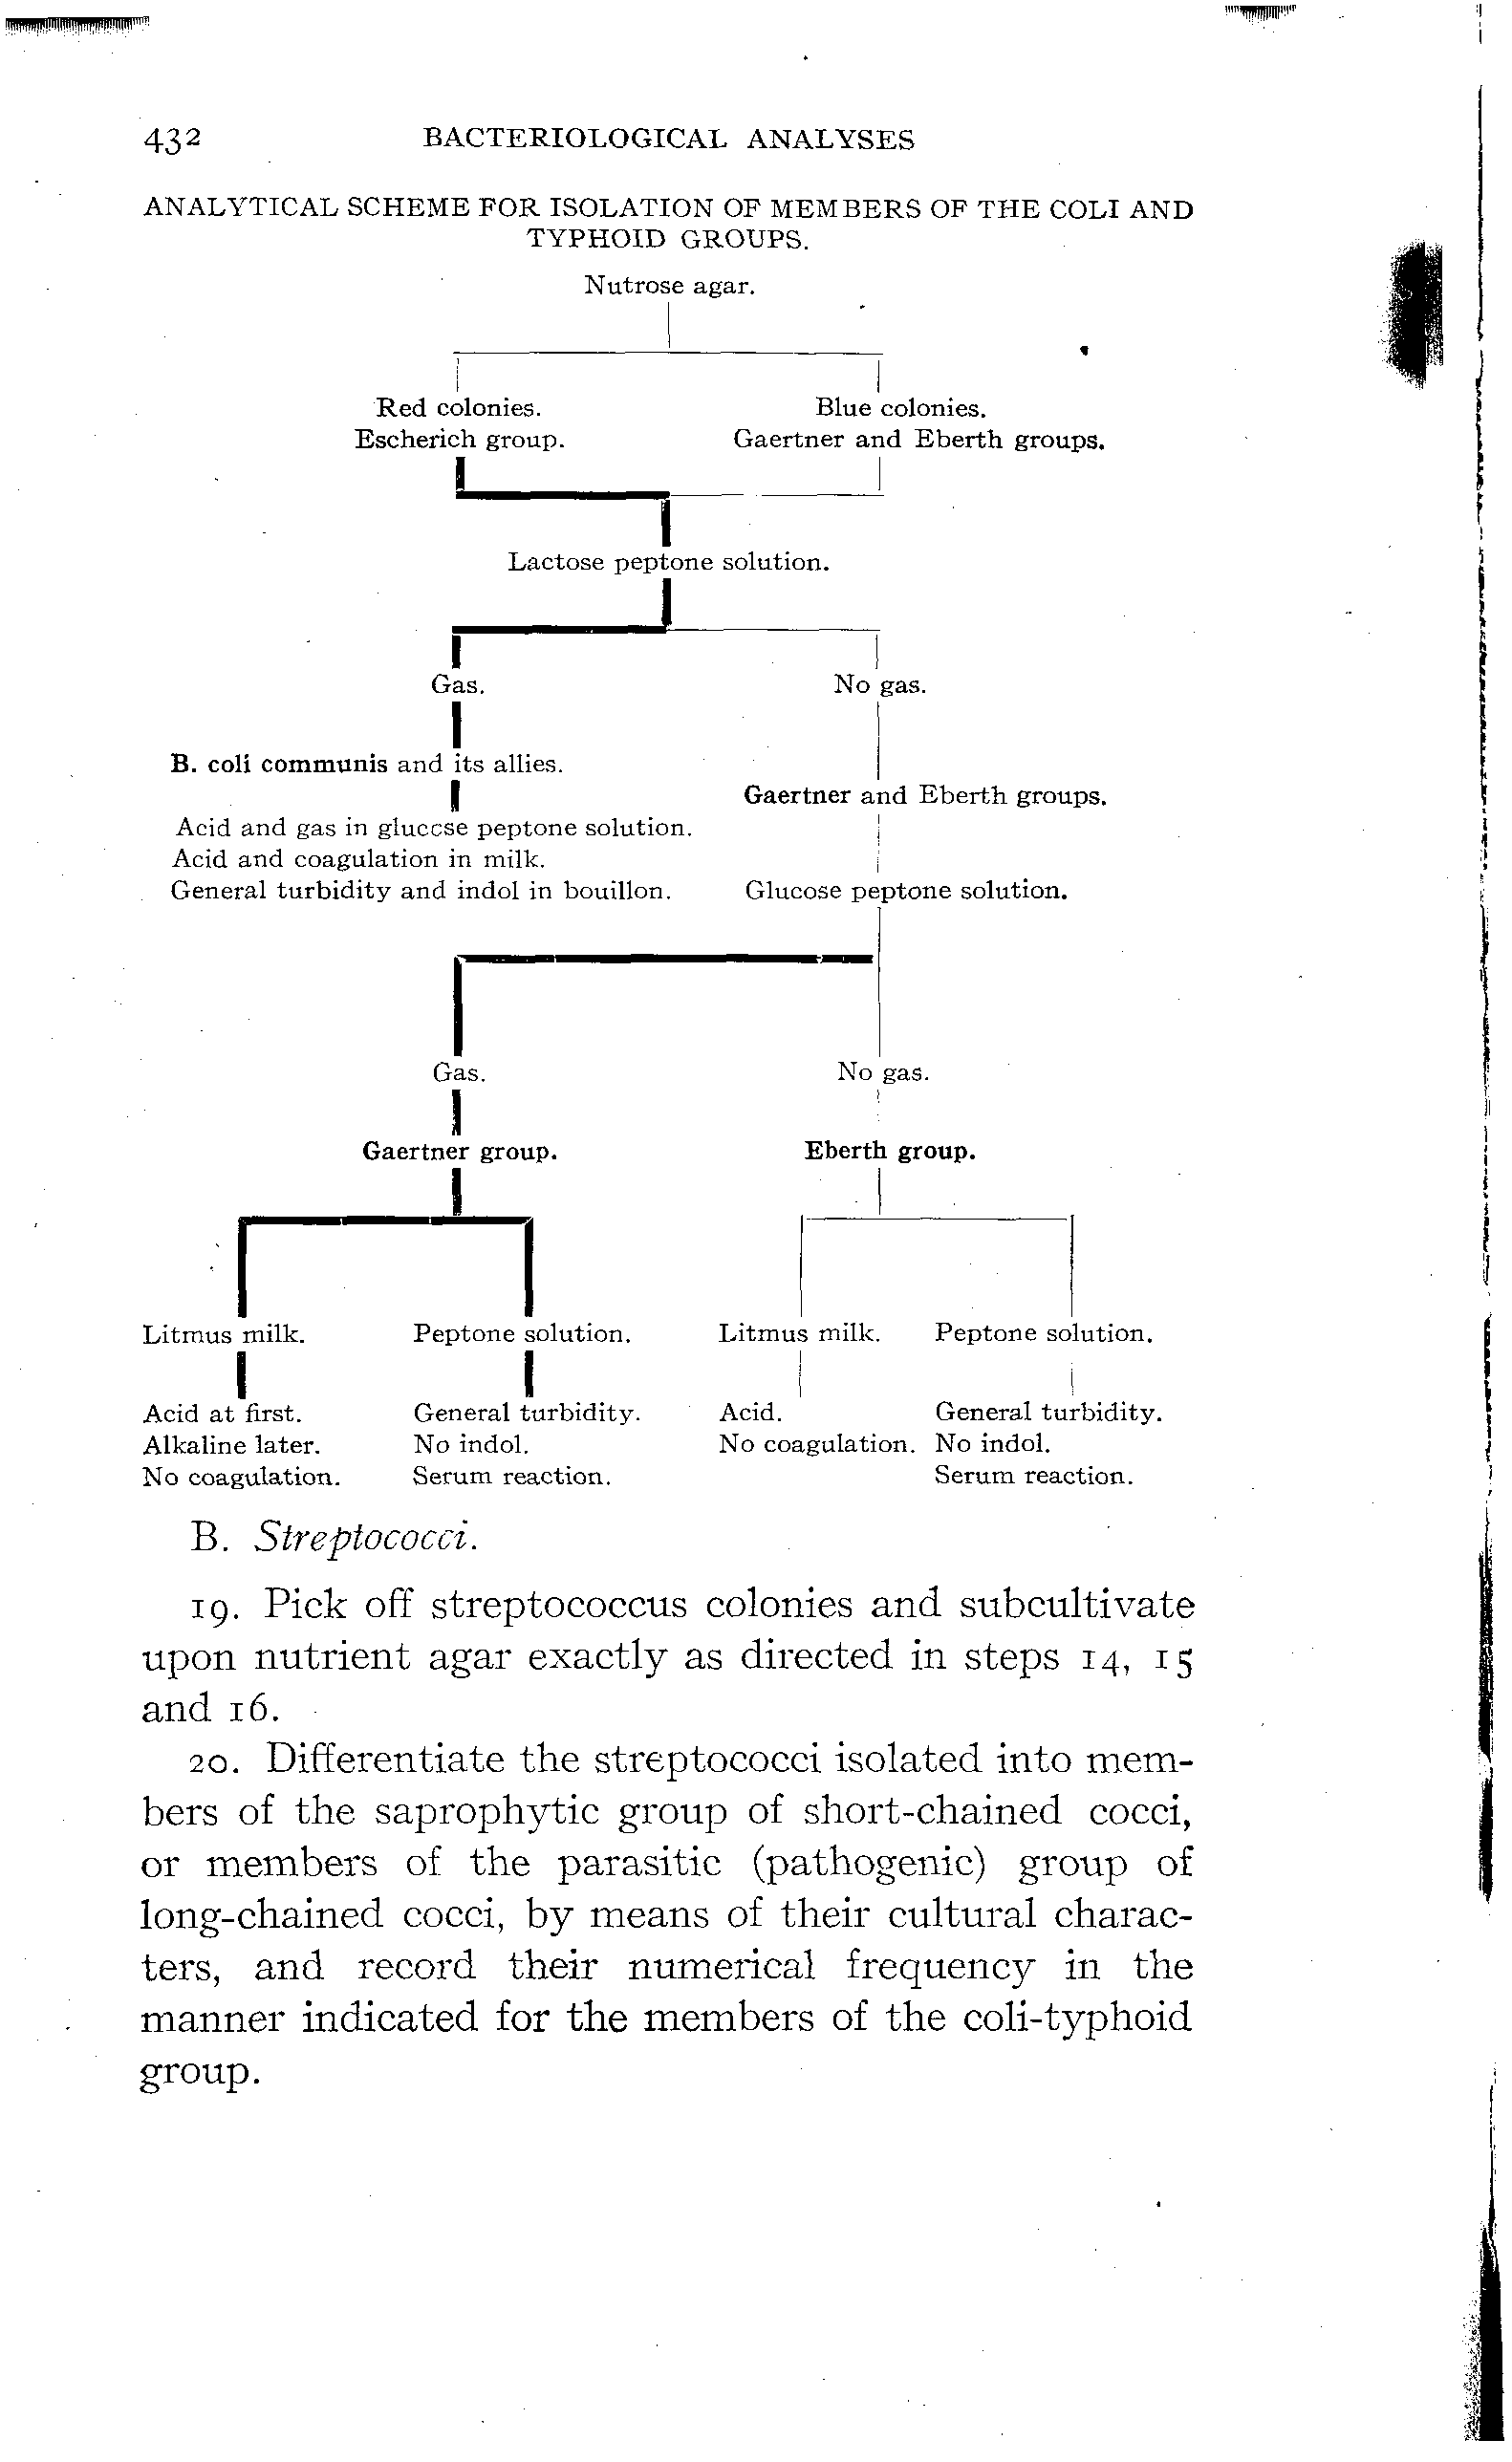 432 BACTERIOLOGICAL ANALYSES
ANALYTICAL SCHEME FOR ISOLATION OF MEMBERS OF THE COLI AND
TYPHOID GROUPS.
Nutrose agar.
Red colonies. Blue colonies.
Escherich group. Gaertner and Eberth groups.
Lactose peptone solution.
Gas. No gas.
B. coli communis and its allies.
Gaertner and Eberth groups.
Acid and gas in gluccse peptone solution.
Acid and coagulation in milk.
General turbidity and indol in bouillon. Glucose peptone solution.
Gas. No gas.
Gaertner group. Eberth group.
Litmus milk. Peptone solution. Litmus milk. Peptone solution.
Acid at first. General turbidity. Acid. General turbidity.
Alkaline later. No indol. No coagulation. No indol.
No coagulation. Serum reaction. Serum reaction.
B. Streptococci.
19. Pick off streptococcus colonies and subcultivate
upon nutrient agar exactly as directed in steps 14, 15
and 16.
20. Differentiate the streptococci isolated into mem-
bers of the saprophytic group of short-chained cocci,
or members of the parasitic (pathogenic) group of
long-chained cocci, by means of their cultural charac-
ters, and record their numerical frequency in the
manner indicated for the members of the coli-typhoid
group.